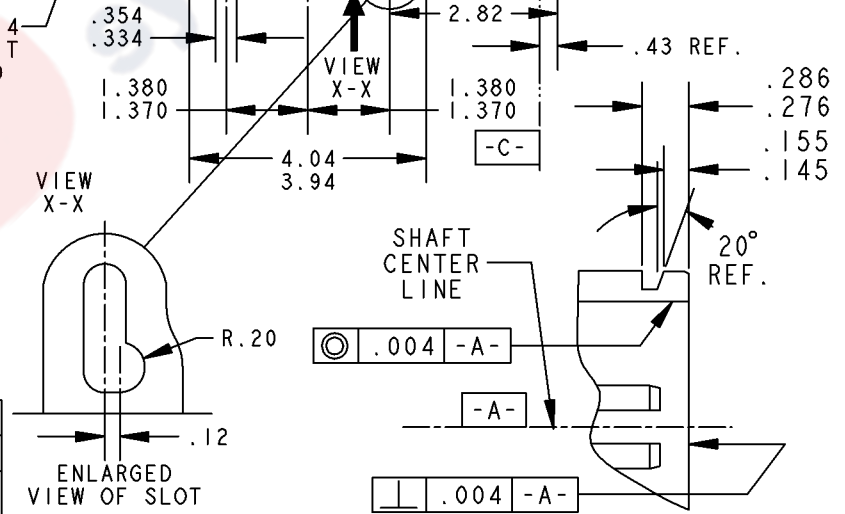 4
T
.354
.334
VIEW
X-X
2.82
.43 REF.
1.380
1.370
1.380
1.370
.286
.276
.155
.145
-C-
4.04
3.94
VIEW
X-X
SHAFT
CENTER
LINE
20°
REF.
R.20
.004 -A-
-A-
.12
ENLARGED
VIEW OF SLOT
.004 -A-